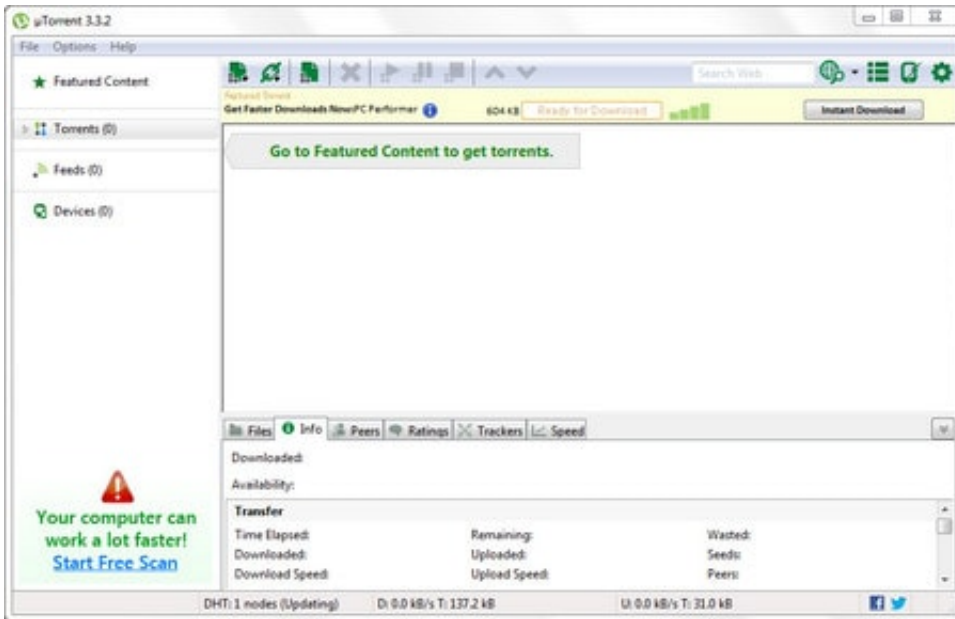 µTorrent 3.3.2
File Options Help
Featured Content
Search Web
Featured Torrent
Get Faster Downloads Now: PC Performer
604 KB
Ready for Download
Instant Download
Torrents (0)
Go to Featured Content to get torrents.
Feeds (0)
Devices (0)
Files Info Peers Ratings Trackers Speed
Downloaded:
Availability:
Transfer
Time Elapsed: Remaining: Wasted:
Downloaded: Uploaded: Seeds:
Download Speed: Upload Speed: Peers:
Your computer can
work a lot faster!
Start Free Scan
DHT: 1 nodes (Updating) D: 0.0 kB/s T: 137.2 kB U: 0.0 kB/s T: 31.0 kB